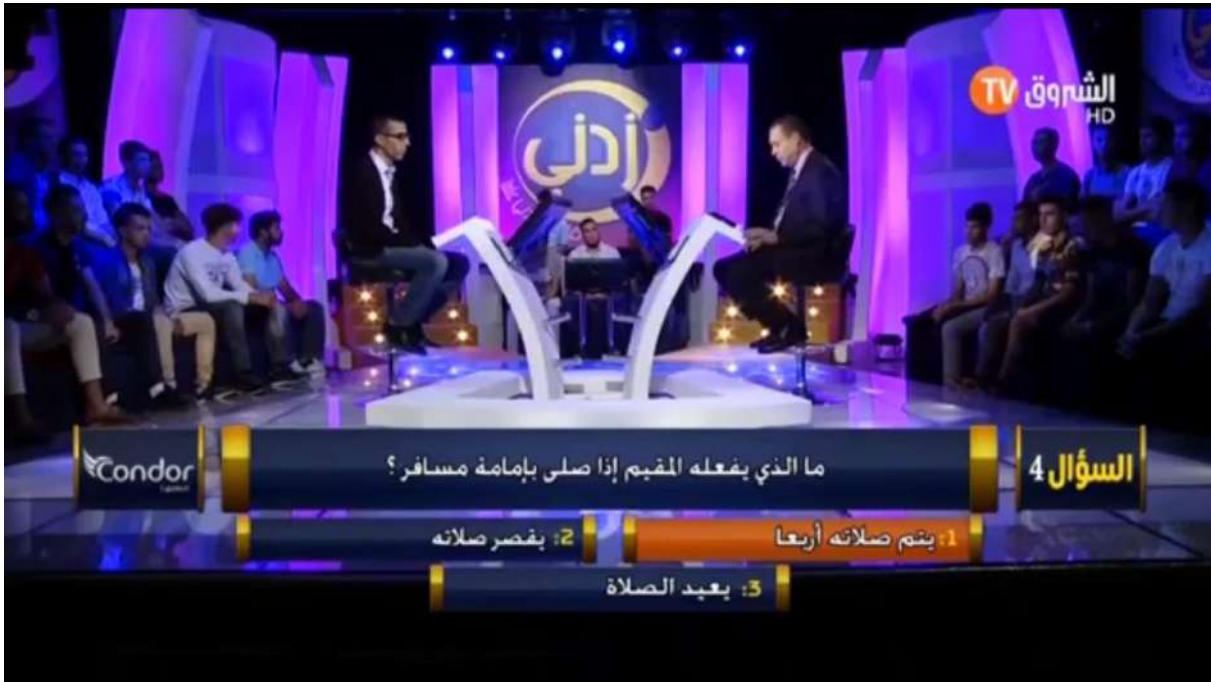 الشروق TV
HD
زدني
السؤال 4
ما الذي يفعله المقيم إذا صلى بإمامة مسافر ؟
Condor
1: يتم صلاته أربعا
2: يقصر صلاته
3: يعيد الصلاة